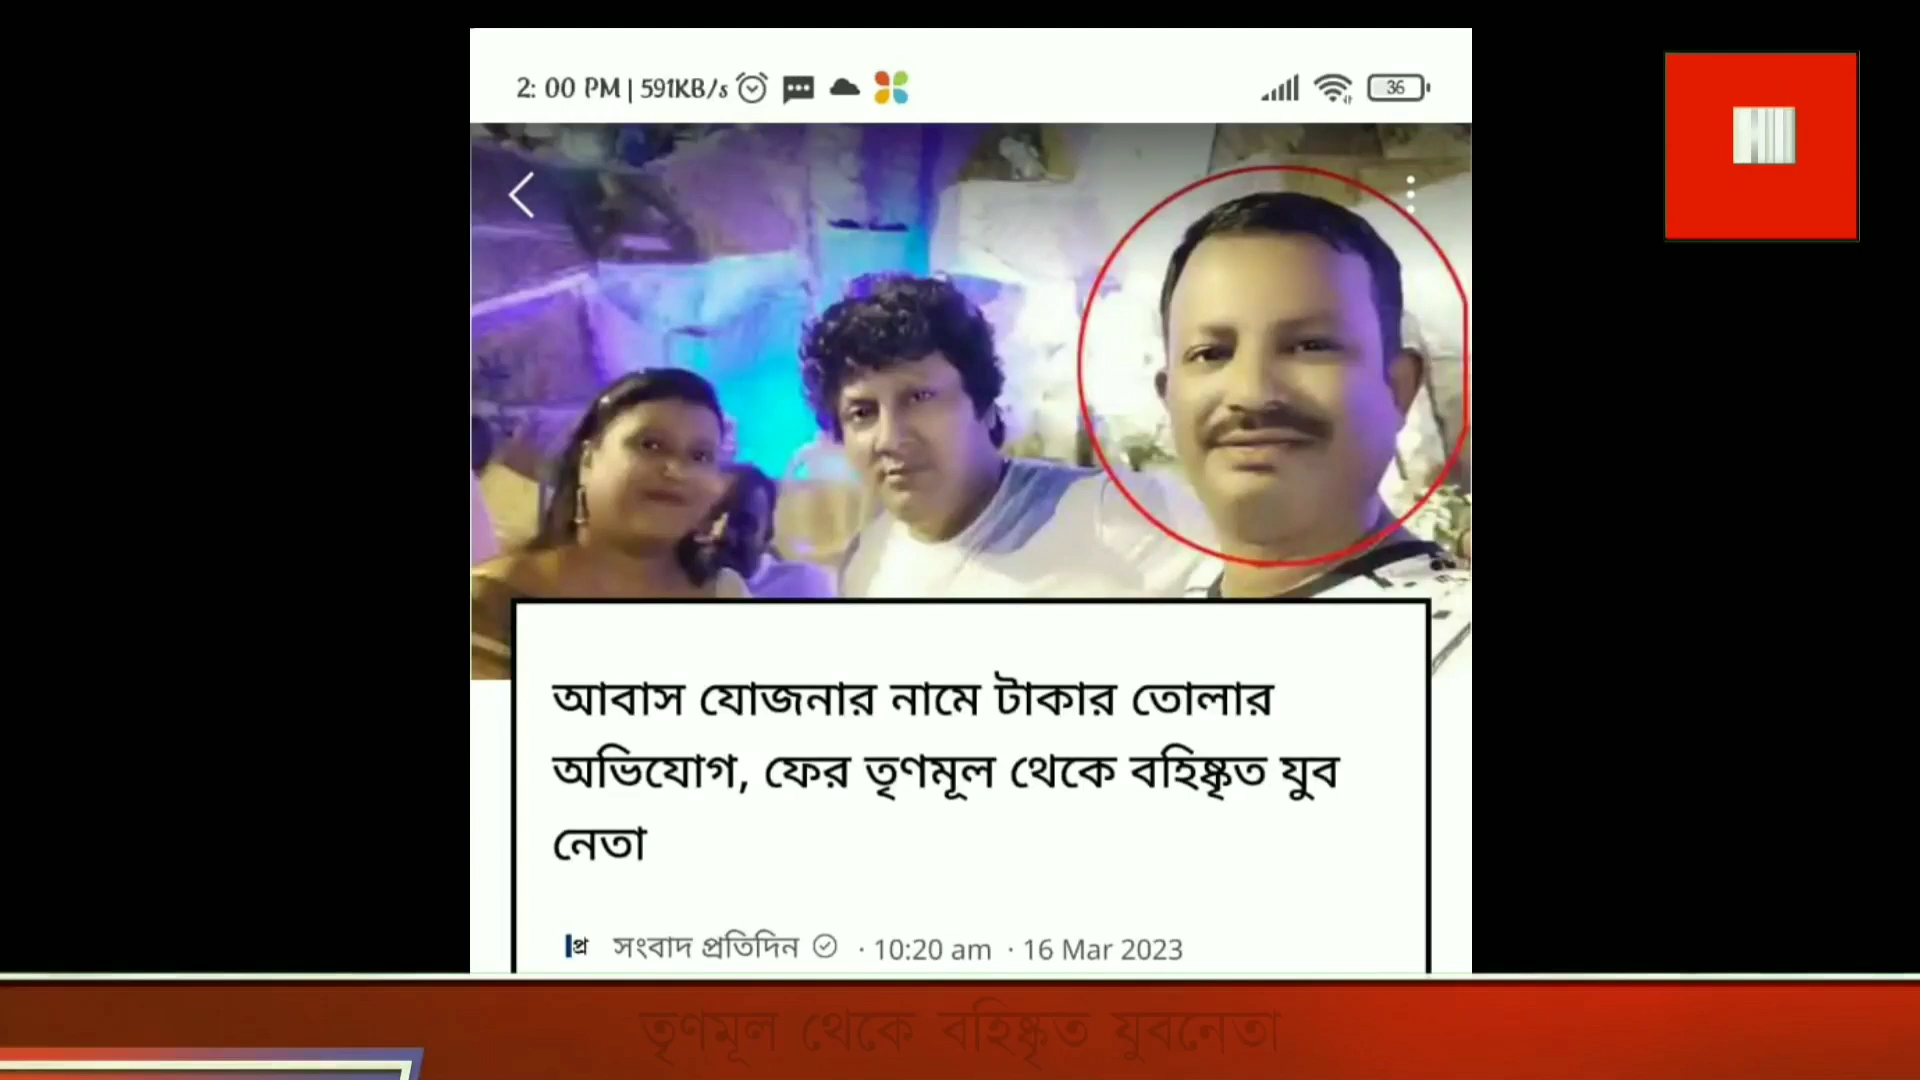 2: 00 PM | 591KB/s
36
আবাস যোজনার নামে টাকার তোলার
অভিযোগ, ফের তৃণমূল থেকে বহিষ্কৃত যুব
নেতা
প্র সংবাদ প্রতিদিন · 10:20 am · 16 Mar 2023
তৃণমূল থেকে বহিষ্কৃত যুবনেতা